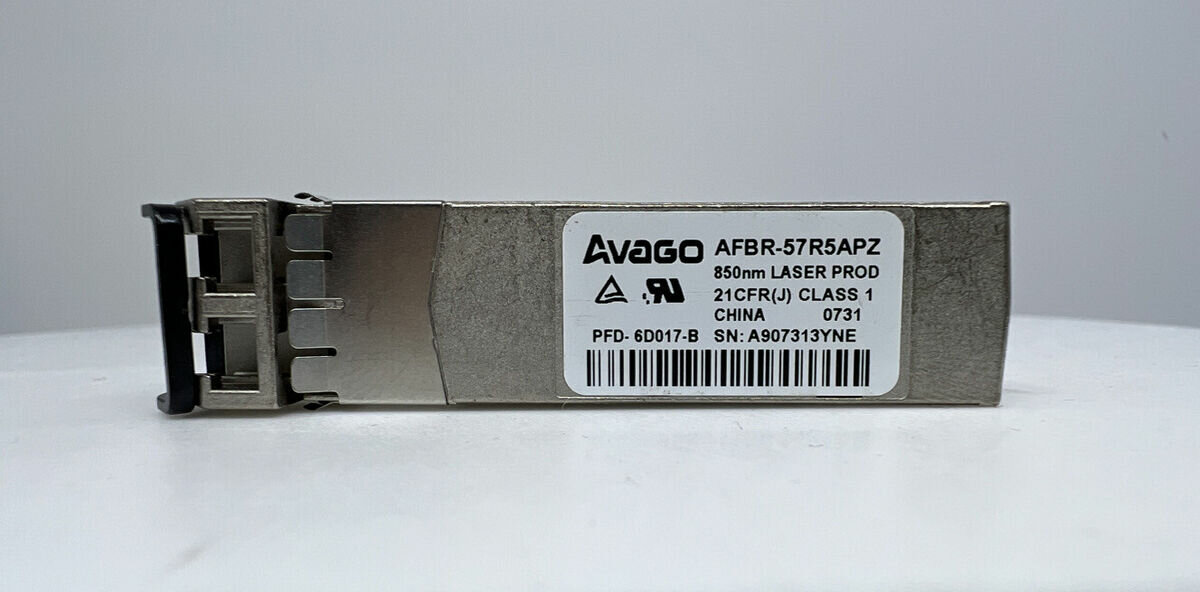 AVAGO AFBR-57R5APZ
850nm LASER PROD
21CFR(J) CLASS 1
CHINA 0731
PFD- 6D017-B SN: A907313YNE